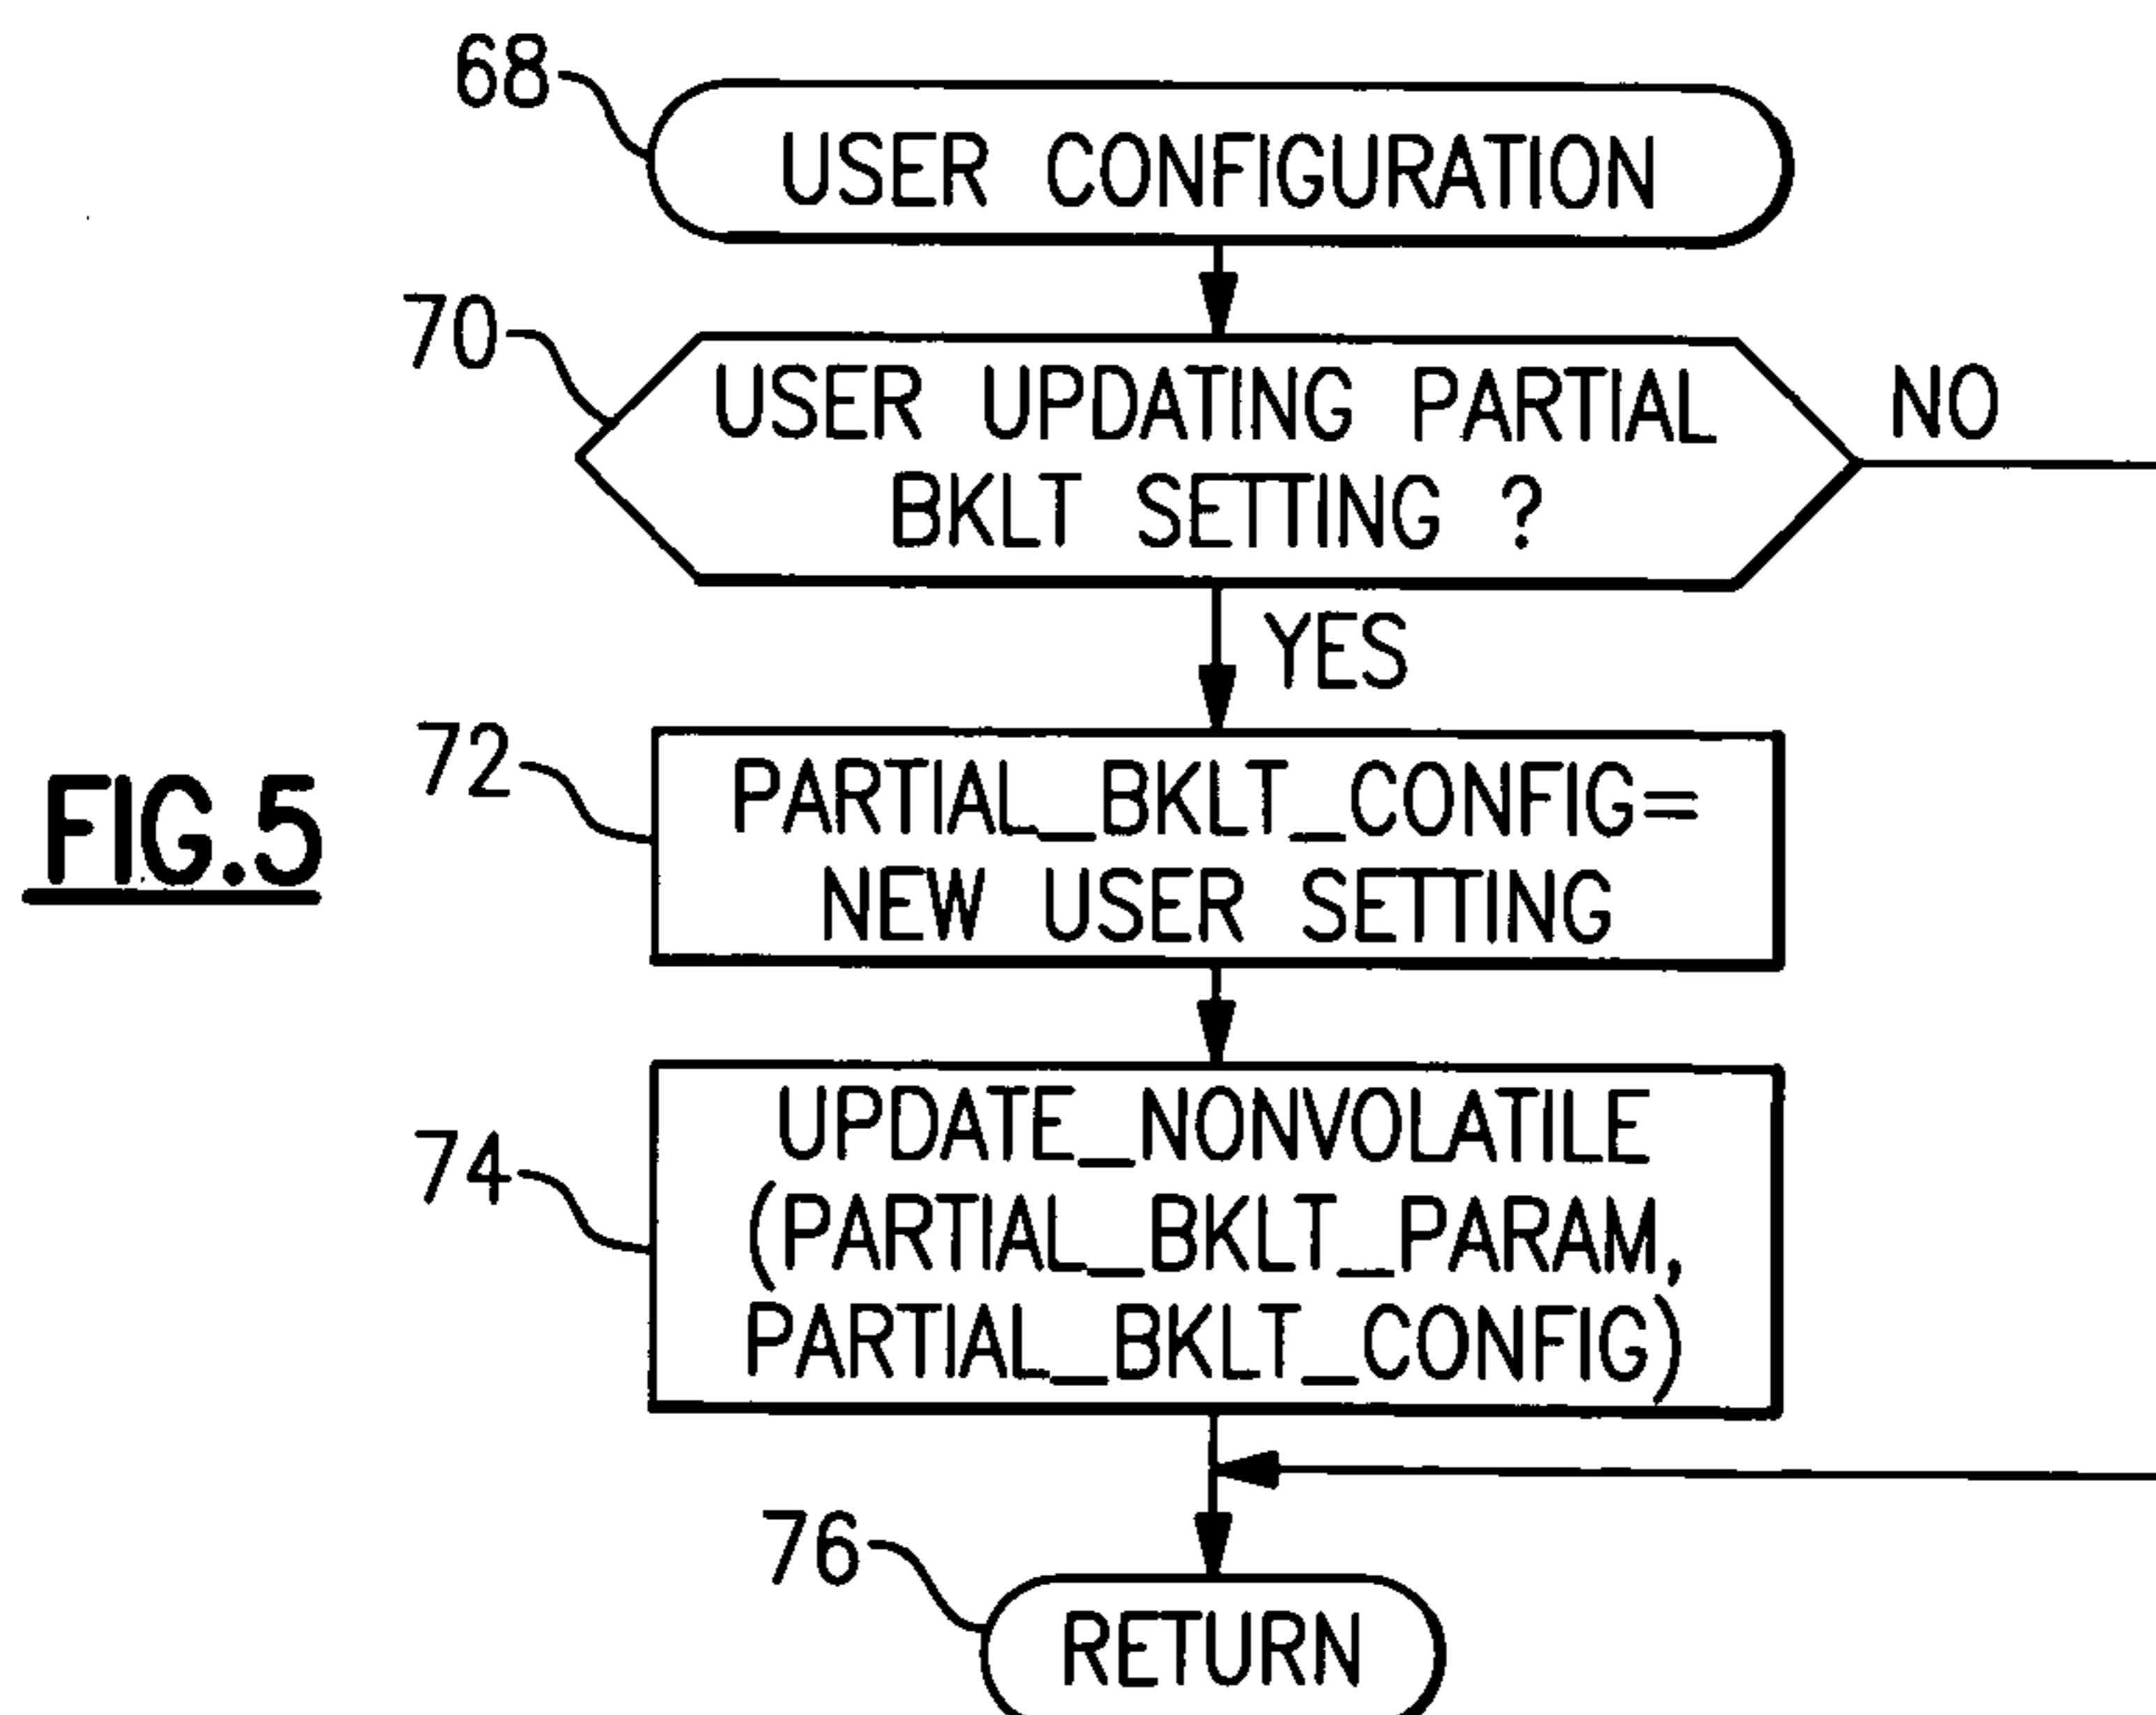 68
USER CONFIGURATION
70
USER UPDATING PARTIAL
BKLT SETTING ?
NO
YES
72
PARTIAL_BKLT_CONFIG=
NEW USER SETTING
FIG.5
74
UPDATE_NONVOLATILE
(PARTIAL_BKLT_PARAM,
PARTIAL_BKLT_CONFIG)
76
RETURN